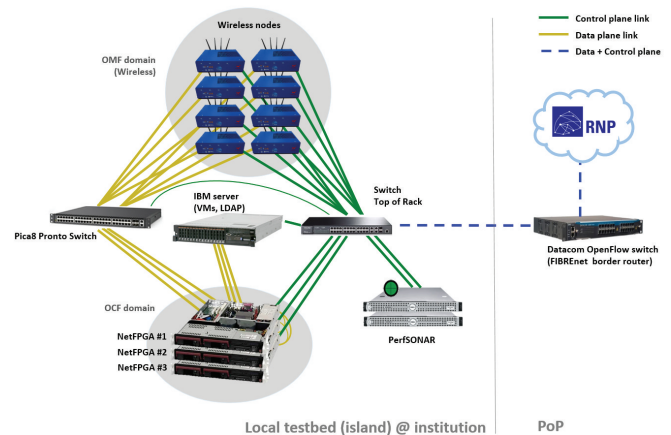 Wireless nodes
OMF domain
(Wireless)
Control plane link
Data plane link
Data + Control plane
RNP
IBM server
(VMs, LDAP)
Switch
Top of Rack
Pica8 Pronto Switch
Datacom OpenFlow switch
(FIBREnet border router)
OCF domain
NetFPGA #1
NetFPGA #2
NetFPGA #3
PerfSONAR
Local testbed (island) @ institution
PoP